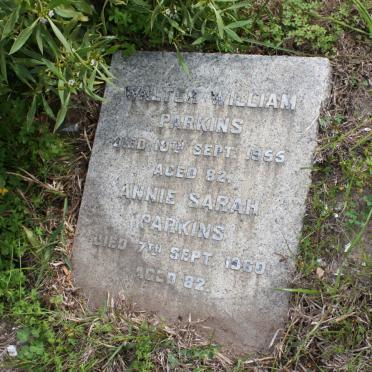 WALTER WILLIAM
PARKINS
DIED 10TH SEPT. 1955
AGED 82.
ANNIE SARAH
PARKINS
DIED 7TH SEPT. 1960
AGED 82.